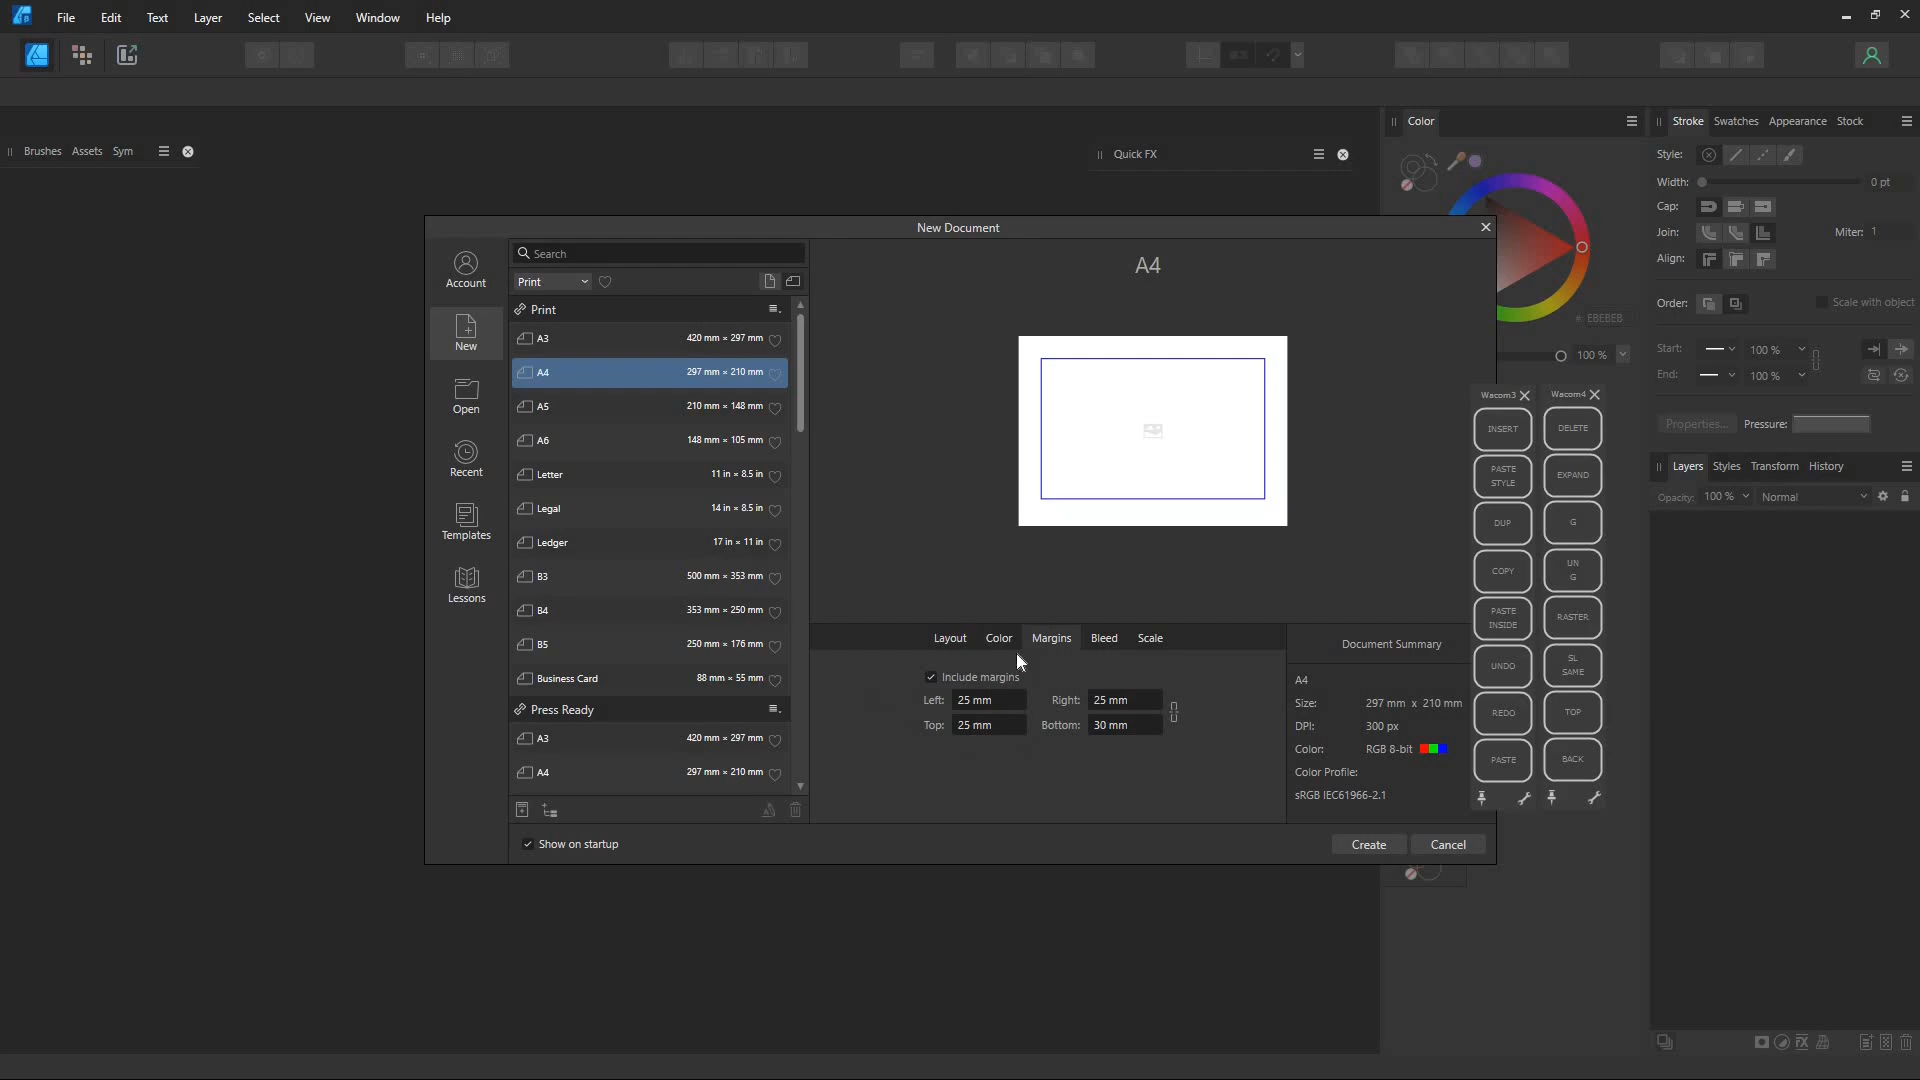 File Edit Text Layer Select View Window Help
Color
Stroke Swatches Appearance Stock
Brushes Assets Sym
Quick FX
Style:
Width: 0 pt
Cap:
Join: Miter: 1
Align:
Order: Scale with object
# EBEBEB
Start: 100 %
End: 100 %
100 %
Properties... Pressure:
Layers Styles Transform History
Opacity: 100 % Normal
New Document
Account
New
Open
Recent
Templates
Lessons
Search
Print
Print
A3 420 mm × 297 mm
A4 297 mm × 210 mm
A5 210 mm × 148 mm
A6 148 mm × 105 mm
Letter 11 in × 8.5 in
Legal 14 in × 8.5 in
Ledger 17 in × 11 in
B3 500 mm × 353 mm
B4 353 mm × 250 mm
B5 250 mm × 176 mm
Business Card 88 mm × 55 mm
Press Ready
A3 420 mm × 297 mm
A4 297 mm × 210 mm
Show on startup
A4
Layout Color Margins Bleed Scale
Include margins
Left: 25 mm Right: 25 mm
Top: 25 mm Bottom: 30 mm
Document Summary
A4
Size: 297 mm x 210 mm
DPI: 300 px
Color: RGB 8-bit
Color Profile:
sRGB IEC61966-2.1
Create Cancel
Wacom3
INSERT
PASTE
STYLE
DUP
COPY
PASTE
INSIDE
UNDO
REDO
PASTE
Wacom4
DELETE
EXPAND
G
UN
G
RASTER
SL
SAME
TOP
BACK